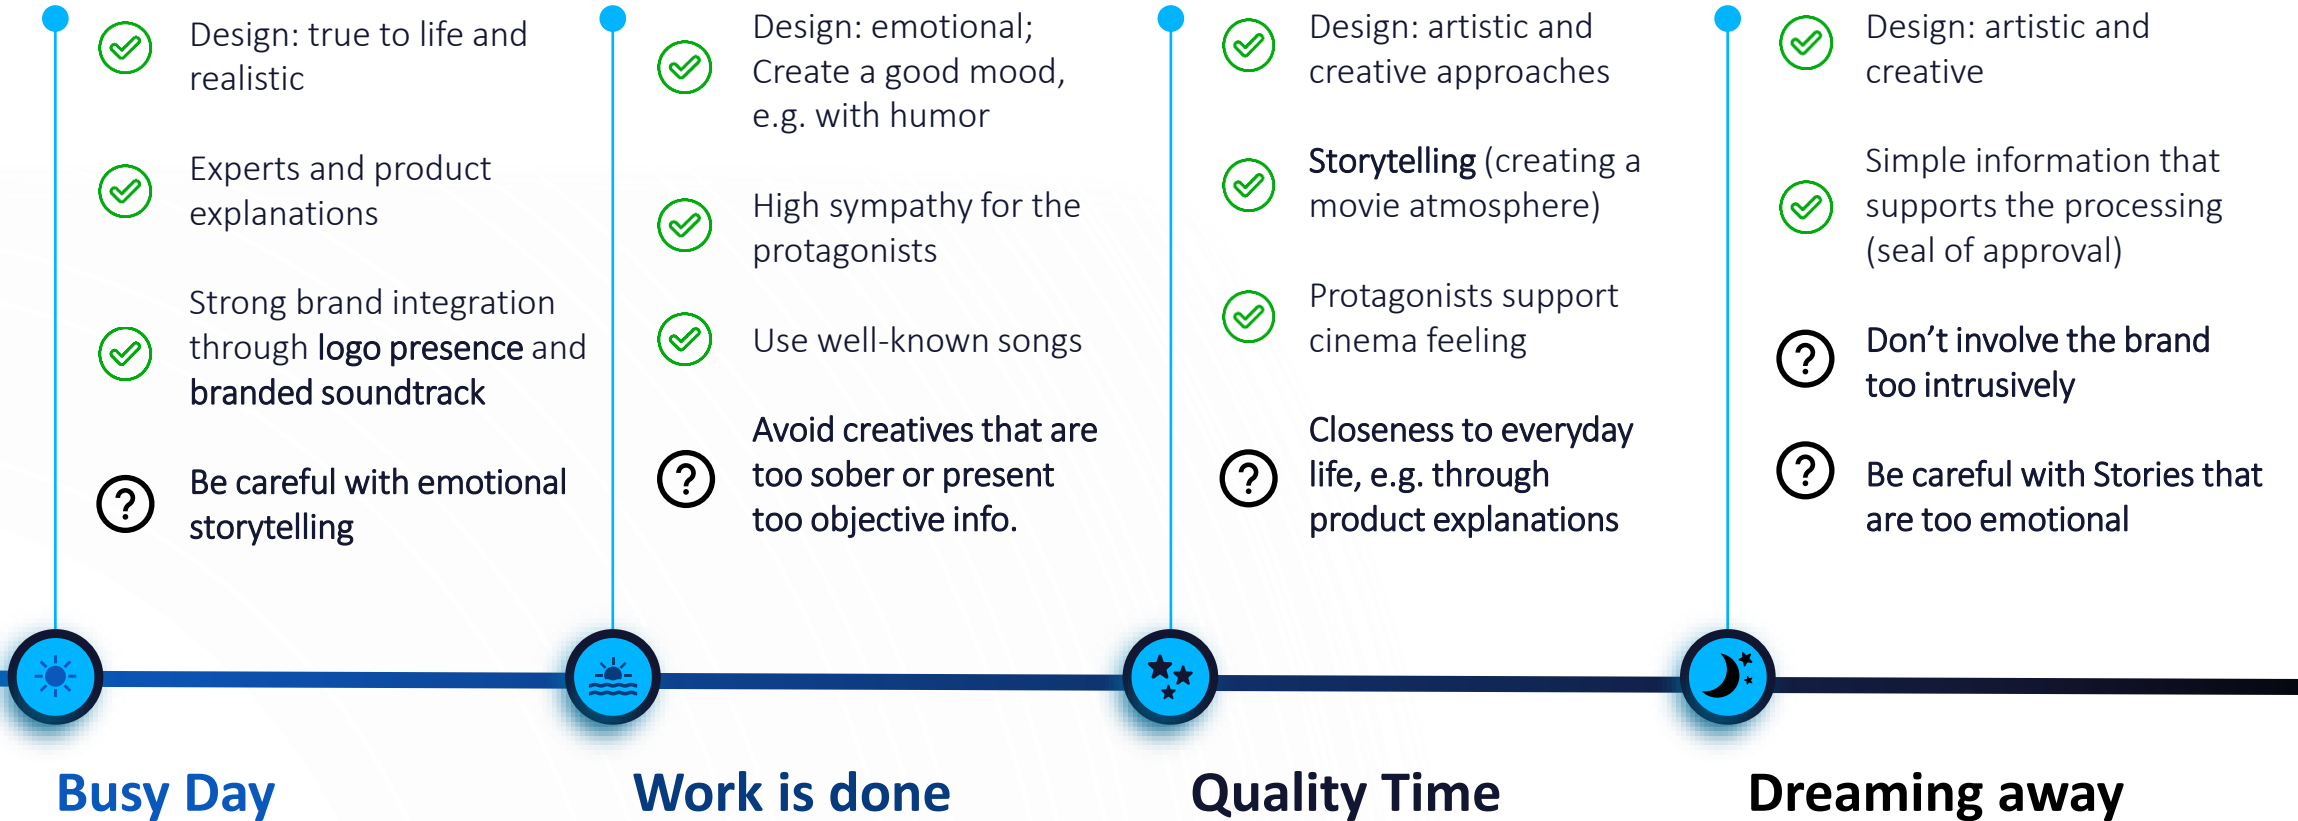 Design: true to life and
realistic
Experts and product
explanations
Strong brand integration
through logo presence and
branded soundtrack
Be careful with emotional
storytelling
Busy Day
Design: emotional;
Create a good mood,
e.g. with humor
High sympathy for the
protagonists
Use well-known songs
Avoid creatives that are
too sober or present
too objective info.
Work is done
Design: artistic and
creative approaches
Storytelling (creating a
movie atmosphere)
Protagonists support
cinema feeling
Closeness to everyday
life, e.g. through
product explanations
Quality Time
Design: artistic and
creative
Simple information that
supports the processing
(seal of approval)
Don’t involve the brand
too intrusively
Be careful with Stories that
are too emotional
Dreaming away